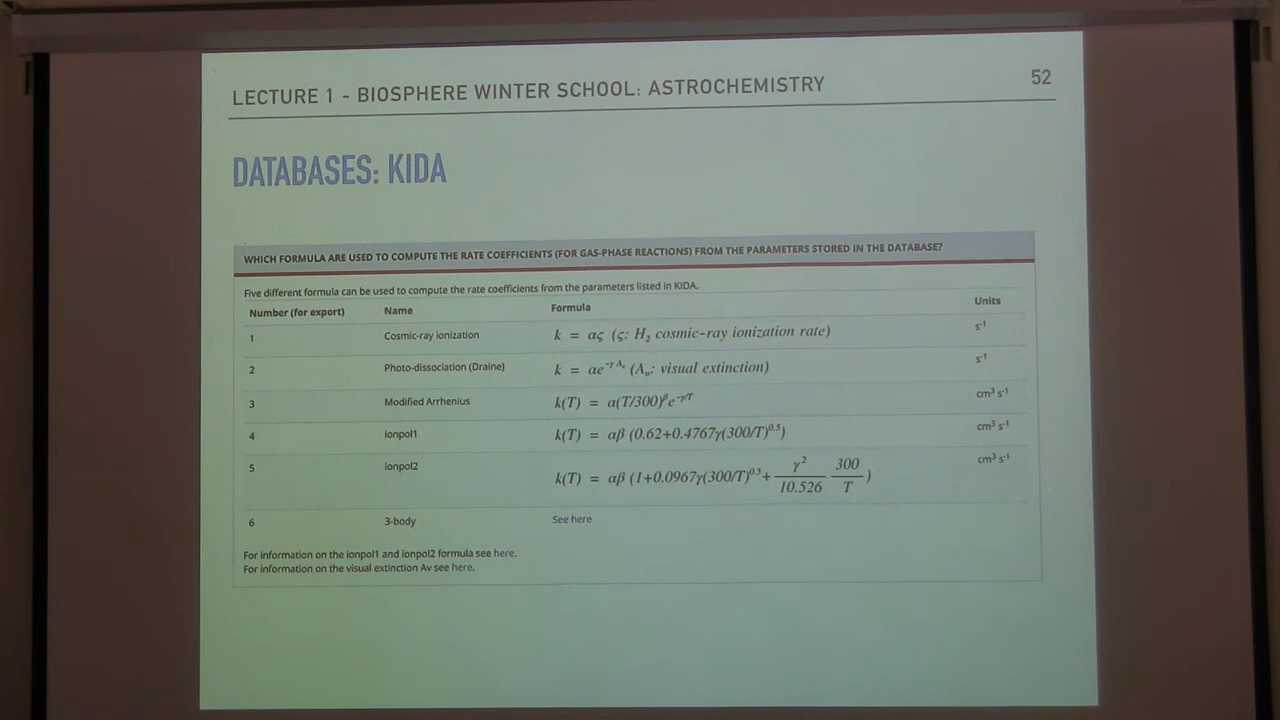 LECTURE 1 - BIOSPHERE WINTER SCHOOL: ASTROCHEMISTRY 52
DATABASES: KIDA
WHICH FORMULA ARE USED TO COMPUTE THE RATE COEFFICIENTS (FOR GAS-PHASE REACTIONS) FROM THE PARAMETERS STORED IN THE DATABASE?
Five different formula can be used to compute the rate coefficients from the parameters listed in KIDA.
Number (for export) Name Formula Units
1 Cosmic-ray ionization k = ας (ς: H₂ cosmic-ray ionization rate) s⁻¹
2 Photo-dissociation (Draine) k = αe^(-γ Aᵥ) (Aᵥ: visual extinction) s⁻¹
3 Modified Arrhenius k(T) = α(T/300)^β e^(-γ/T) cm³ s⁻¹
4 ionpol1 k(T) = αβ (0.62+0.4767γ(300/T)^0.5) cm³ s⁻¹
5 ionpol2 k(T) = αβ (1+0.0967γ(300/T)^0.5 + γ²/10.526 300/T) cm³ s⁻¹
6 3-body See here
For information on the ionpol1 and ionpol2 formula see here.
For information on the visual extinction Av see here.